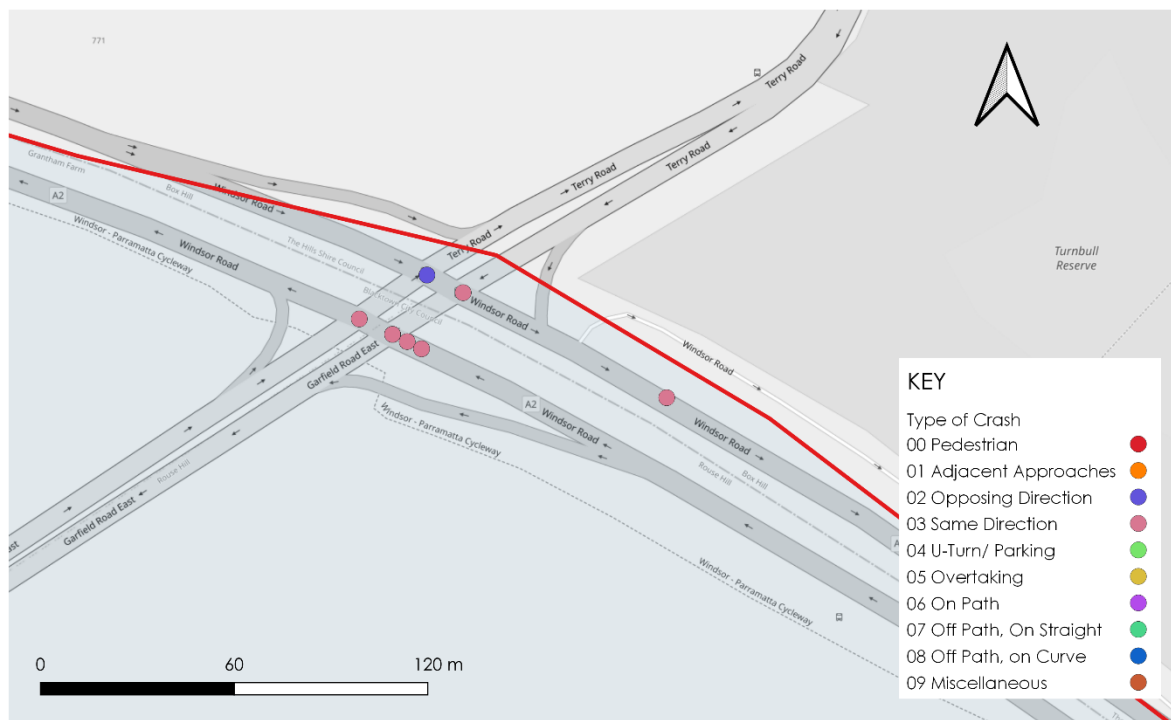 771
Terry Road
Terry Road
Terry Road
Terry Road
Grantham Farm
Box Hill
A2
Windsor Road
Windsor - Parramatta Cycleway
Windsor Road
The Hills Shire Council
Blacktown City Council
Windsor Road
Windsor Road
Turnbull
Reserve
Garfield Road East
A2
Windsor Road
Windsor - Parramatta Cycleway
Windsor Road
Rouse Hill
Box Hill
Rouse Hill
Garfield Road East
Windsor - Parramatta Cycleway
KEY
Type of Crash
00 Pedestrian
01 Adjacent Approaches
02 Opposing Direction
03 Same Direction
04 U-Turn/ Parking
05 Overtaking
06 On Path
07 Off Path, On Straight
08 Off Path, on Curve
09 Miscellaneous
0 60 120 m